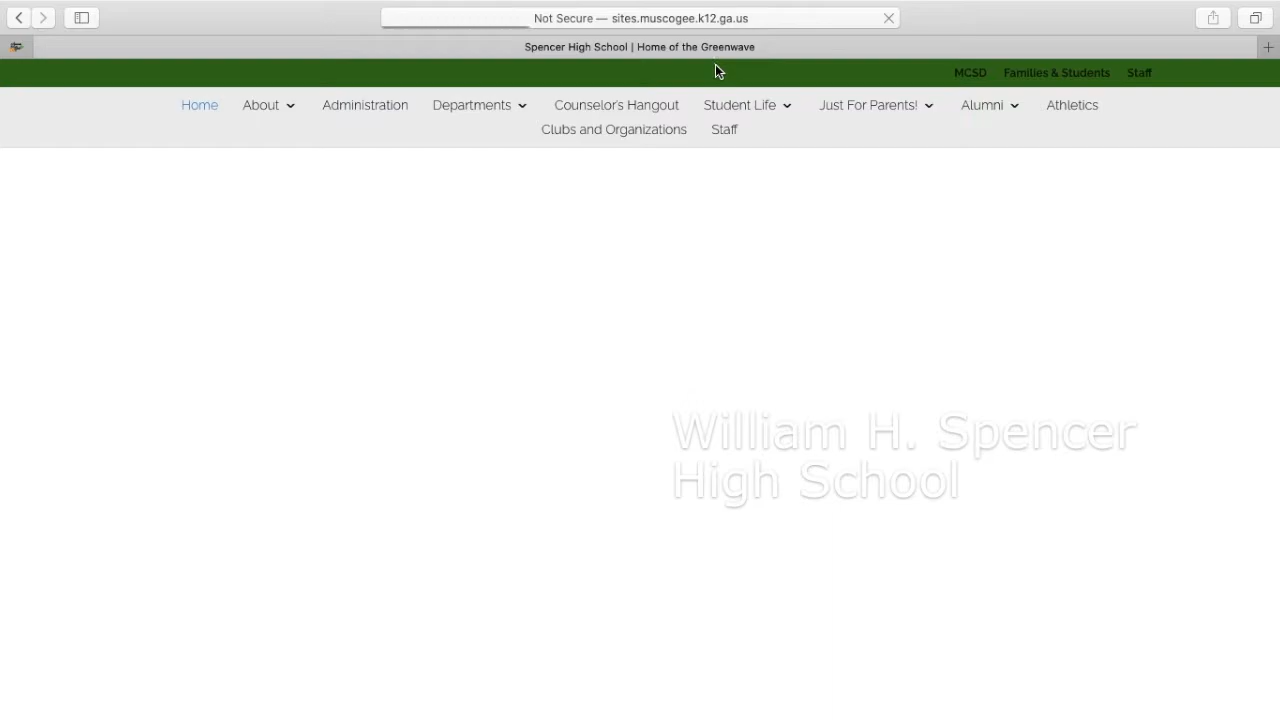 Not Secure — sites.muscogee.k12.ga.us
Spencer High School | Home of the Greenwave
MCSD Families & Students Staff
Home About Administration Departments Counselor's Hangout Student Life Just For Parents! Alumni Athletics
Clubs and Organizations Staff
William H. Spencer
High School